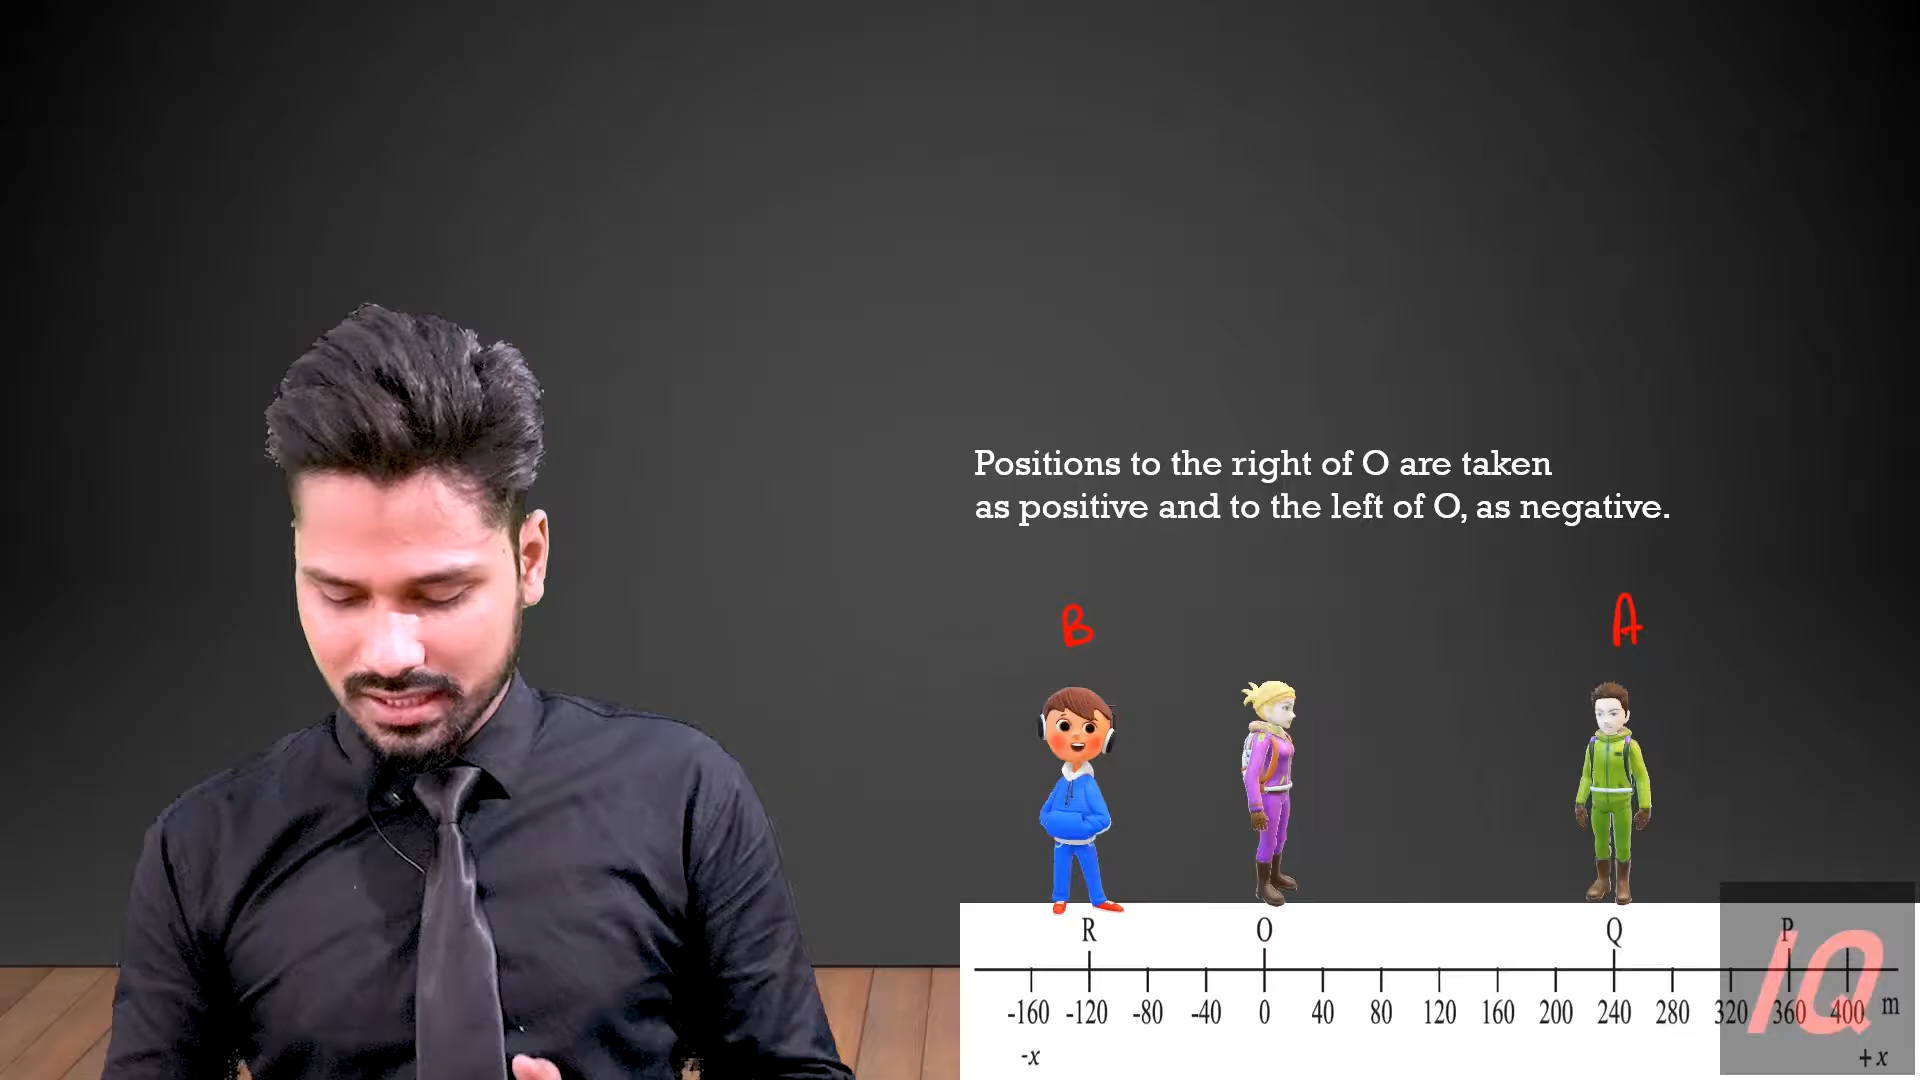 Positions to the right of O are taken
as positive and to the left of O, as negative.
B A
R O Q P
IQ
-160 -120 -80 -40 0 40 80 120 160 200 240 280 320 360 400 m
-x +x